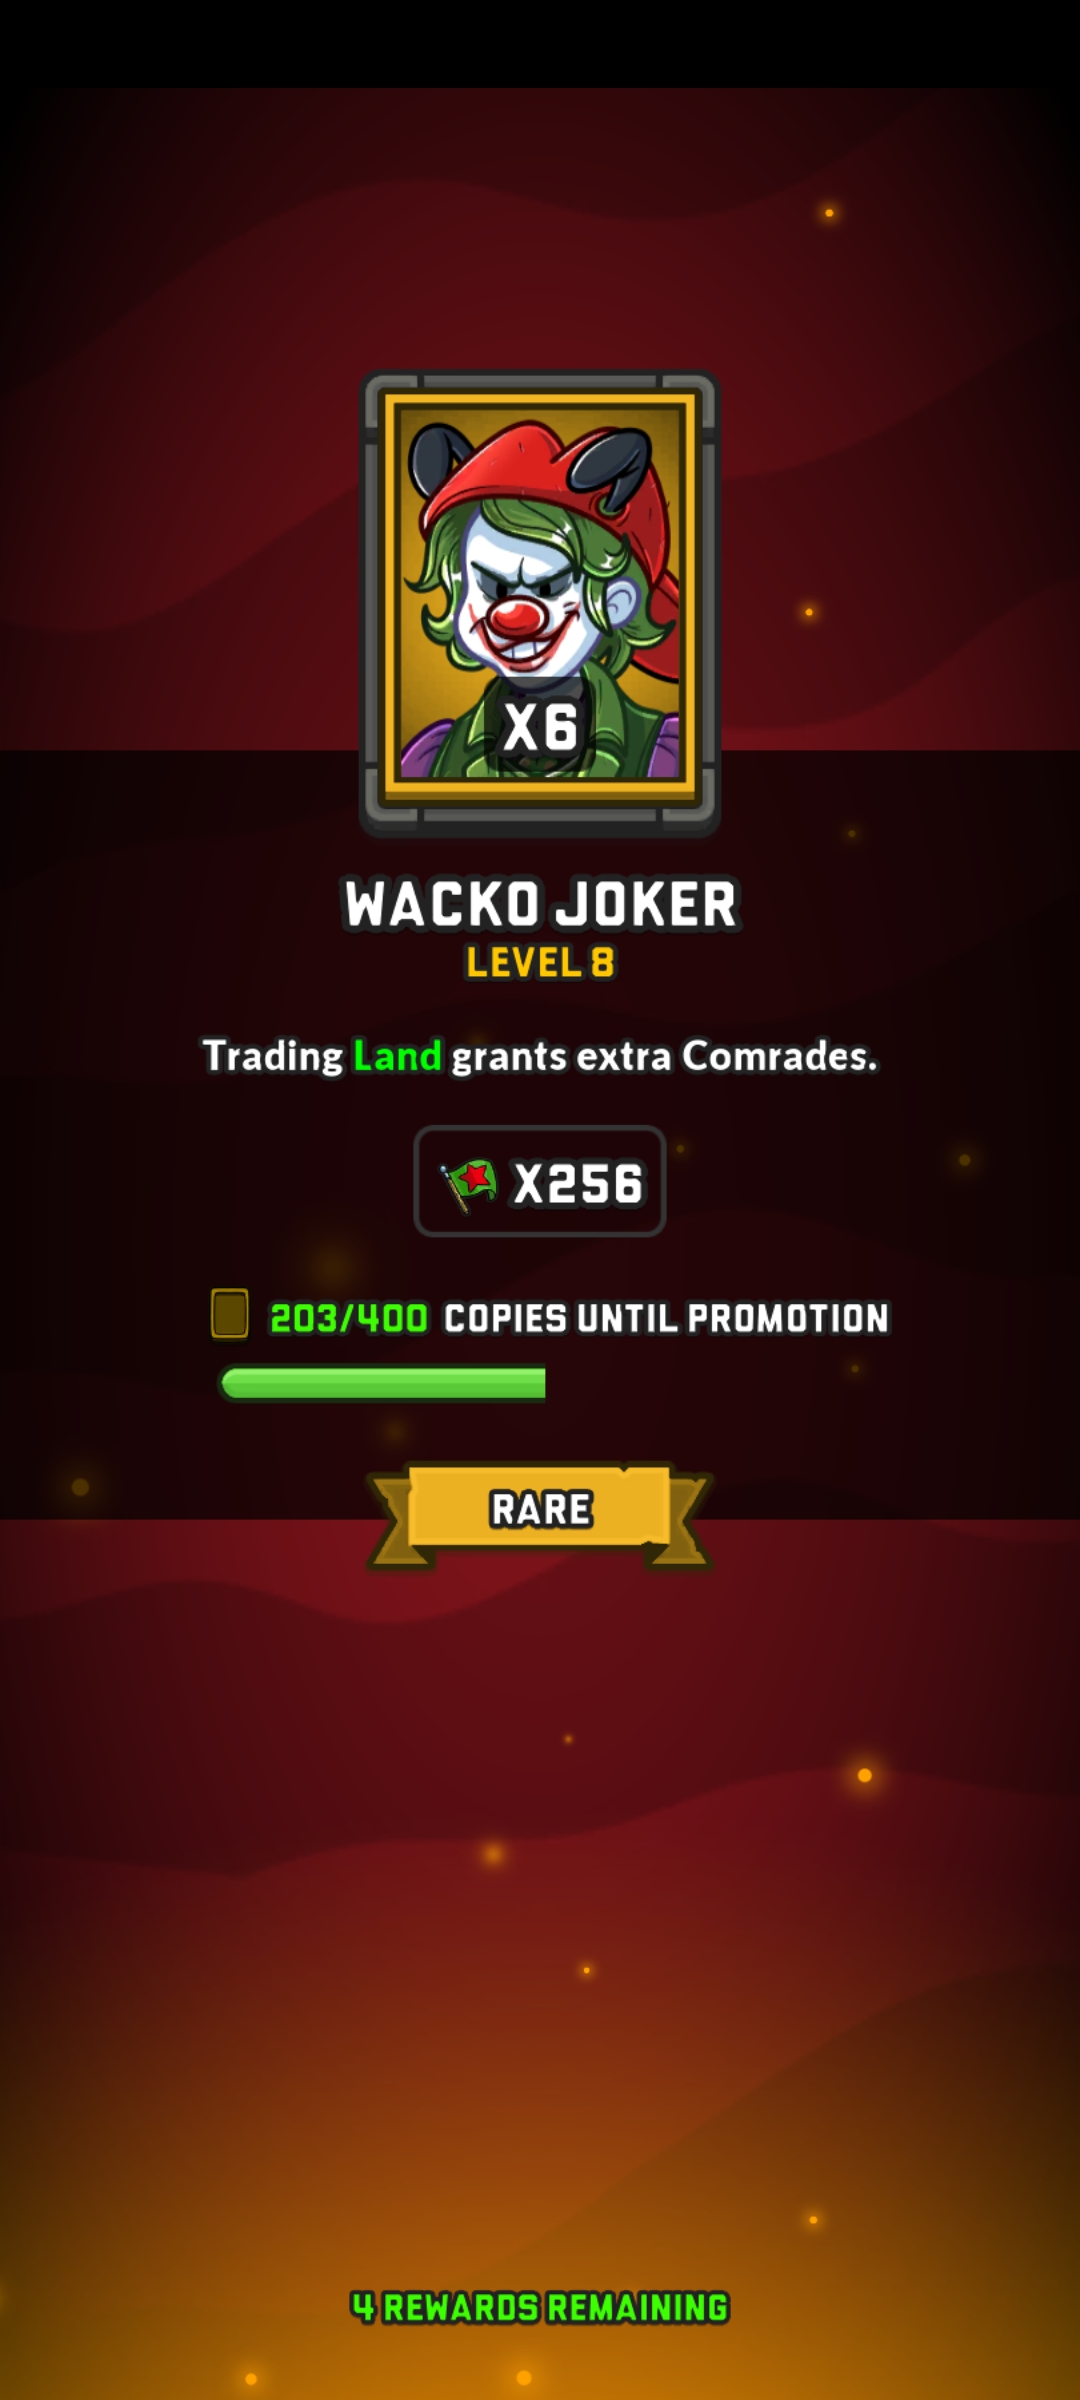 X6
WACKO JOKER
LEVEL 8
Trading Land grants extra Comrades.
X256
203/400 COPIES UNTIL PROMOTION
RARE
4 REWARDS REMAINING